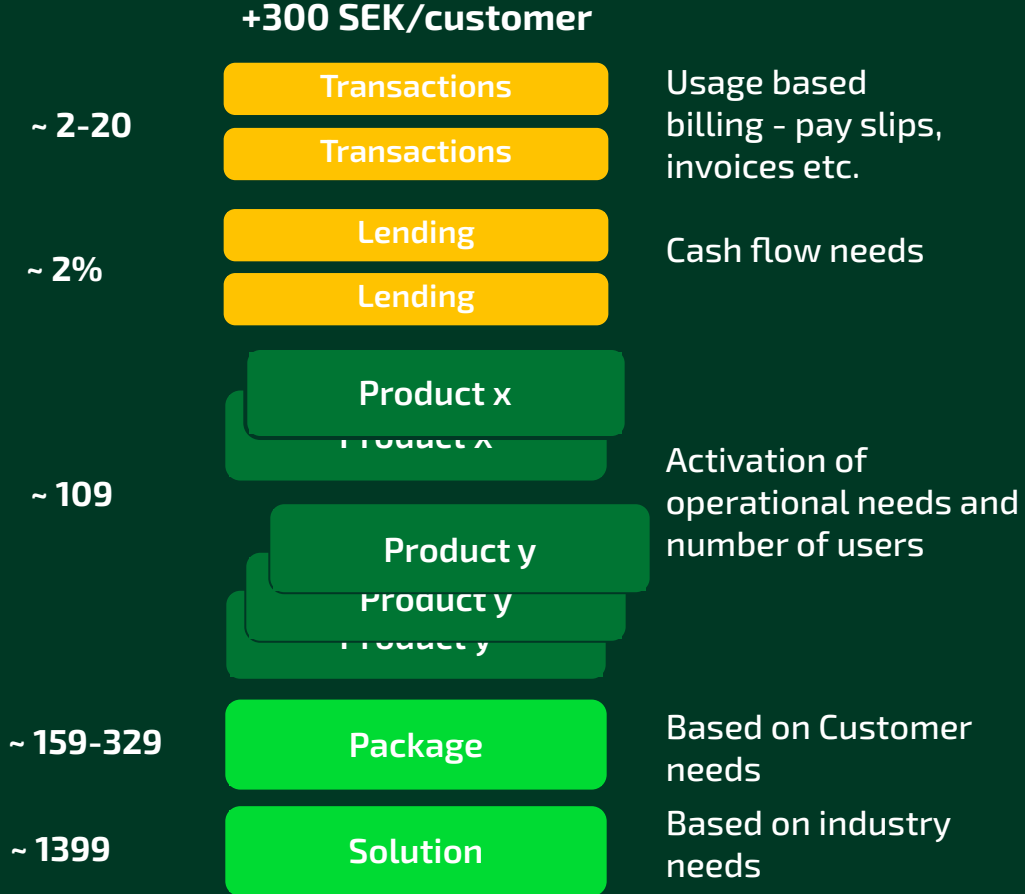 +300 SEK/customer
~ 2-20
Transactions
Transactions
Usage based
billing - pay slips,
invoices etc.
~ 2%
Lending
Lending
Cash flow needs
~ 109
Product x
Product x
Product y
Product y
Product y
Activation of
operational needs and
number of users
~ 159-329
Package
Based on Customer
needs
~ 1399
Solution
Based on industry
needs